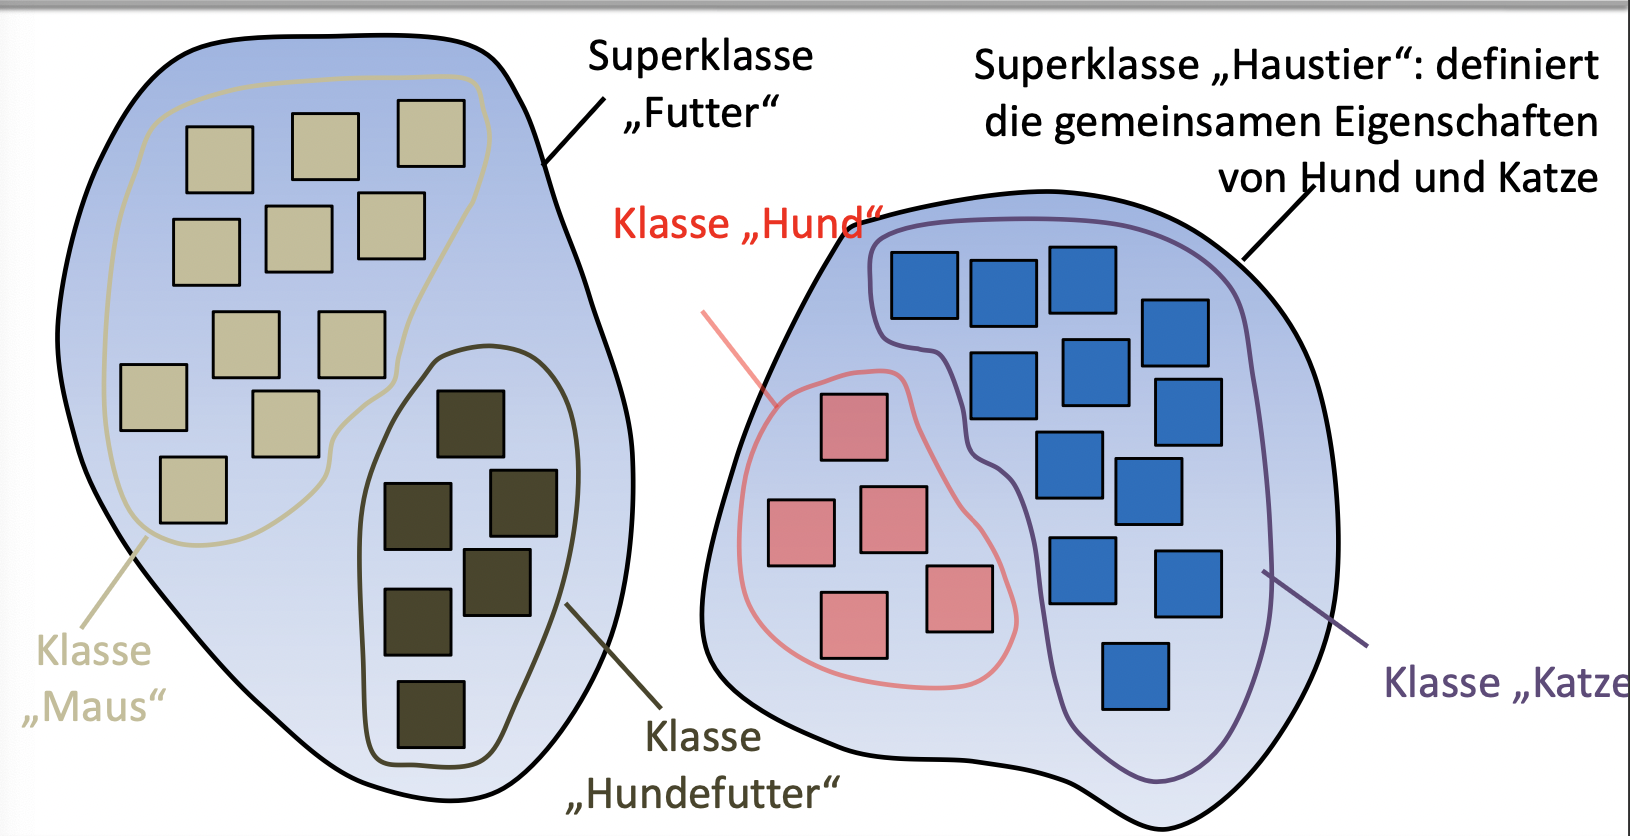 Superklasse
„Futter“
Superklasse „Haustier“: definiert
die gemeinsamen Eigenschaften
von Hund und Katze
Klasse „Hund“
Klasse
„Maus“
Klasse
„Hundefutter“
Klasse „Katze